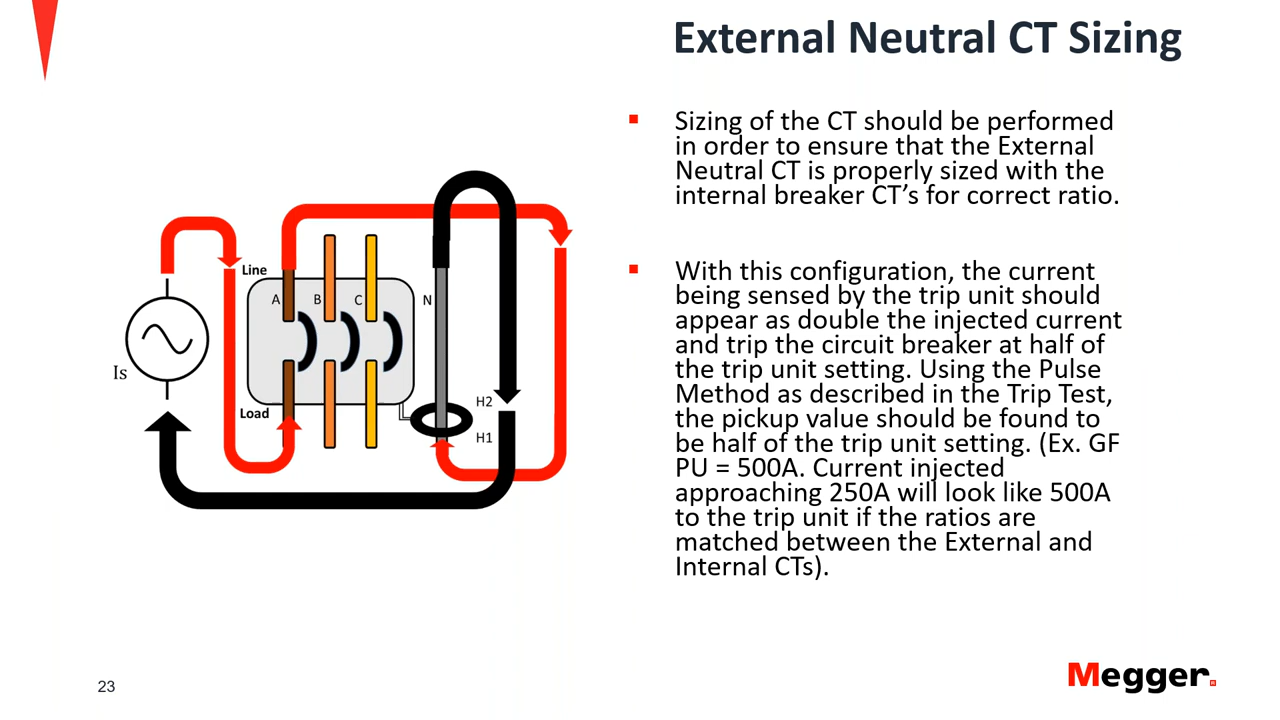 External Neutral CT Sizing
Sizing of the CT should be performed
in order to ensure that the External
Neutral CT is properly sized with the
internal breaker CT’s for correct ratio.
With this configuration, the current
being sensed by the trip unit should
appear as double the injected current
and trip the circuit breaker at half of
the trip unit setting. Using the Pulse
Method as described in the Trip Test,
the pickup value should be found to
be half of the trip unit setting. (Ex. GF
PU = 500A. Current injected
approaching 250A will look like 500A
to the trip unit if the ratios are
matched between the External and
Internal CTs).
Line
A B C N
Is
Load
H2
H1
23
Megger.